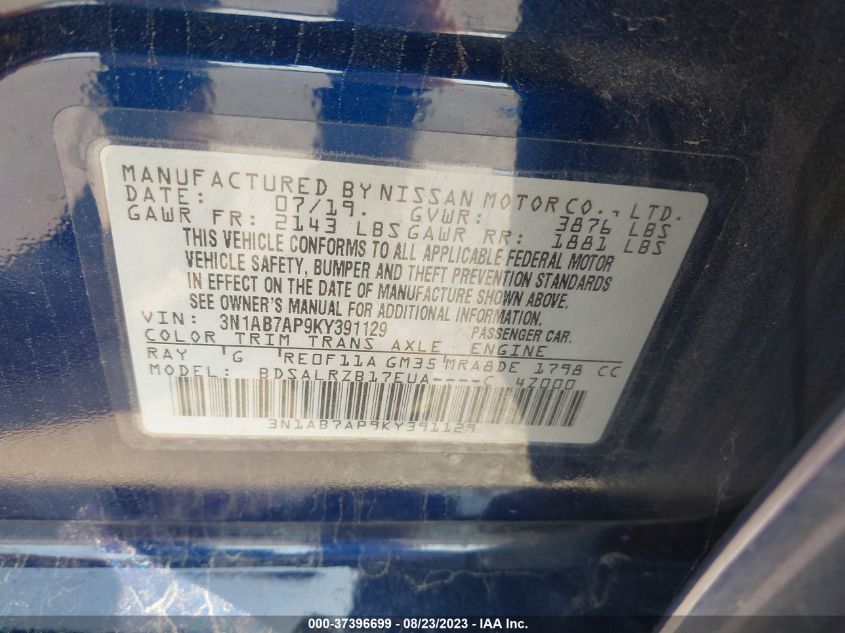 MANUFACTURED BY NISSAN MOTOR CO., LTD.
DATE: 07/19. GVWR: 3876 LBS
GAWR FR: 2143 LBS GAWR RR: 1881 LBS
THIS VEHICLE CONFORMS TO ALL APPLICABLE FEDERAL MOTOR
VEHICLE SAFETY, BUMPER AND THEFT PREVENTION STANDARDS
IN EFFECT ON THE DATE OF MANUFACTURE SHOWN ABOVE.
SEE OWNER'S MANUAL FOR ADDITIONAL INFORMATION.
VIN: 3N1AB7AP9KY391129 PASSENGER CAR.
COLOR TRIM TRANS AXLE ENGINE
RAY G RE0F11A GM35 MRA8DE 1798 CC
MODEL: BDSALRZB17EUA----C 47000
3N1AB7AP9KY391129
000-37396699 / 08/23/2023 - IAA Inc.